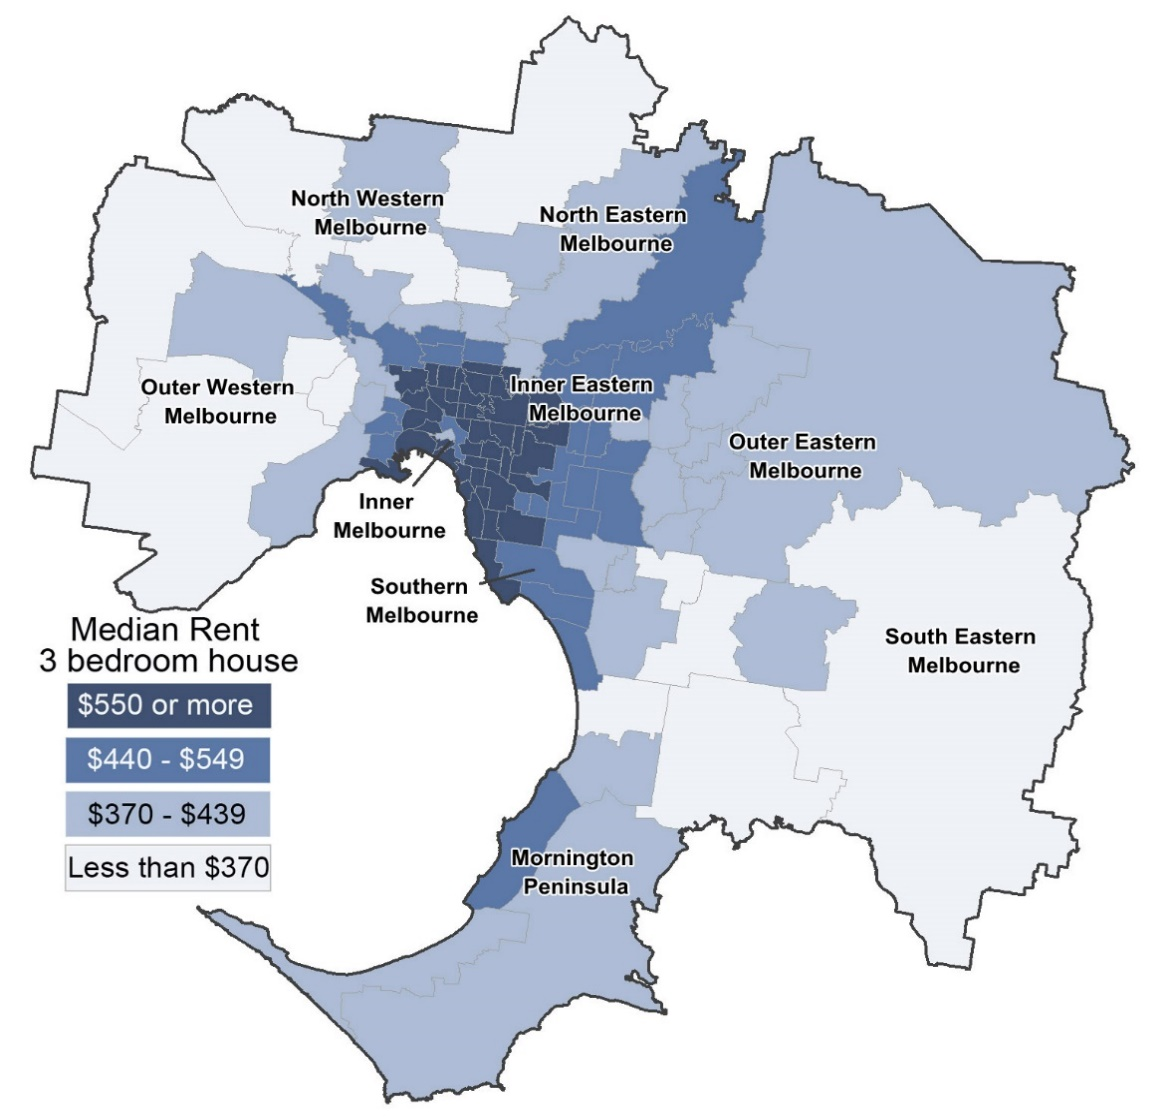 North Western
Melbourne
North Eastern
Melbourne
Outer Western
Melbourne
Inner Eastern
Melbourne
Outer Eastern
Melbourne
Inner
Melbourne
Southern
Melbourne
South Eastern
Melbourne
Median Rent
3 bedroom house
$550 or more
$440 - $549
$370 - $439
Less than $370
Mornington
Peninsula